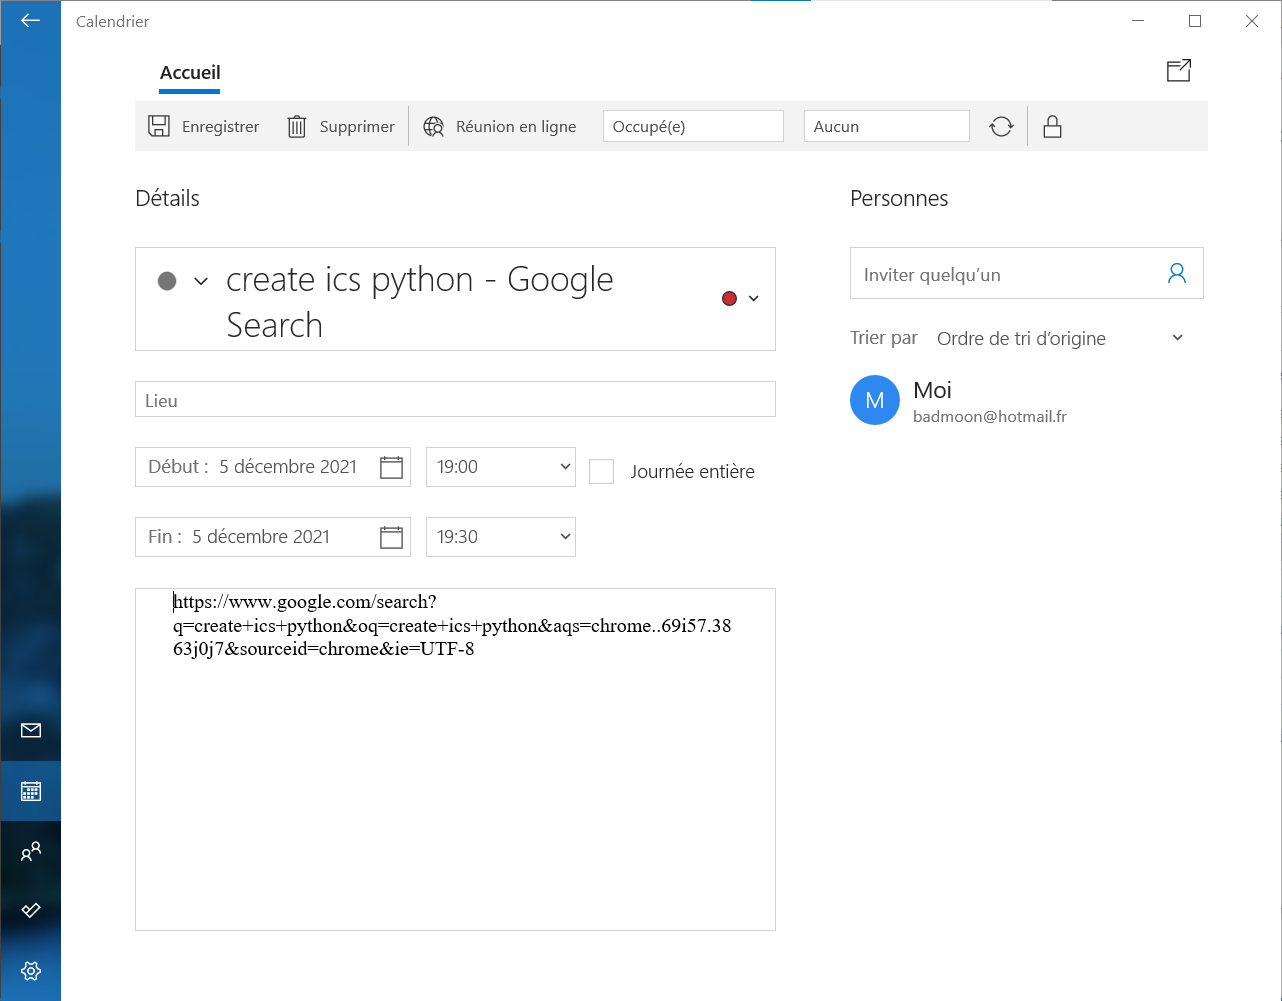 Calendrier
Accueil
Enregistrer
Supprimer
Réunion en ligne
Occupé(e)
Aucun
Détails
Personnes
create ics python - Google
Search
Inviter quelqu’un
Trier par
Ordre de tri d’origine
Lieu
M
Moi
badmoon@hotmail.fr
Début : 5 décembre 2021
19:00
Journée entière
Fin : 5 décembre 2021
19:30
https://www.google.com/search?
q=create+ics+python&oq=create+ics+python&aqs=chrome..69i57.38
63j0j7&sourceid=chrome&ie=UTF-8